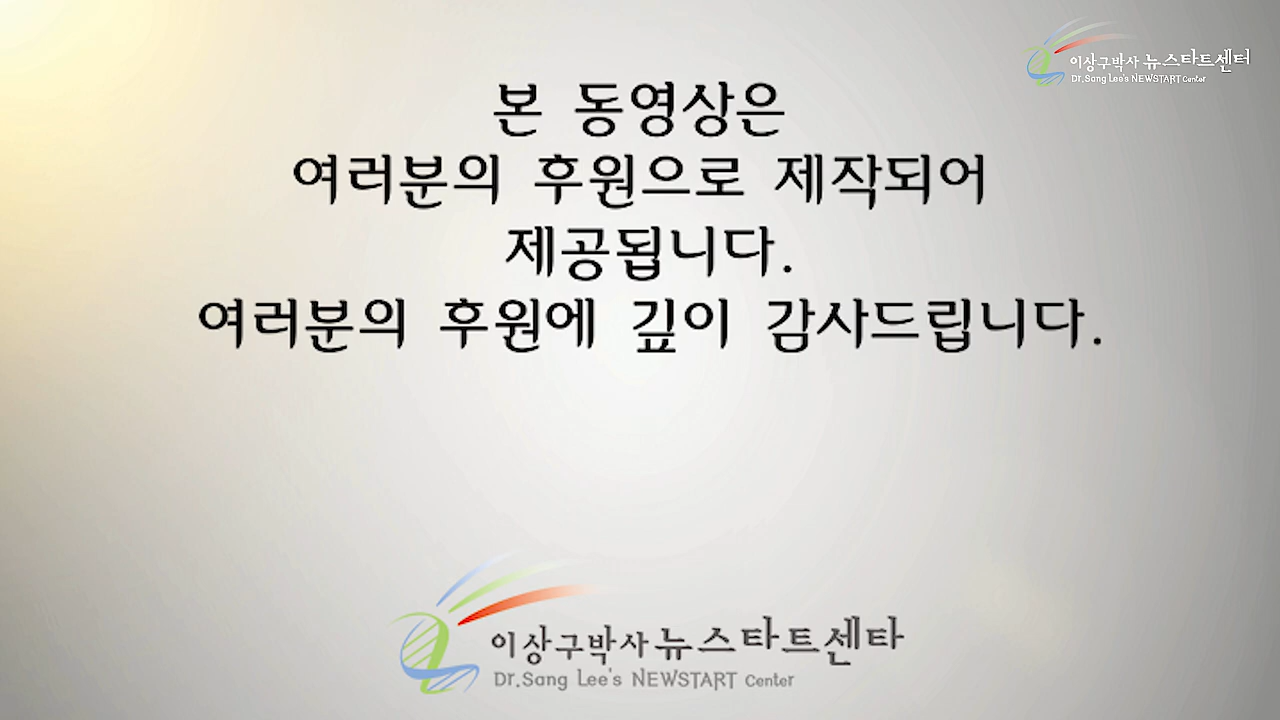 이상구박사 뉴스타트센터
Dr.Sang Lee's NEWSTART Center
본 동영상은
여러분의 후원으로 제작되어
제공됩니다.
여러분의 후원에 깊이 감사드립니다.
이상구박사 뉴스타트센타
Dr.Sang Lee's NEWSTART Center